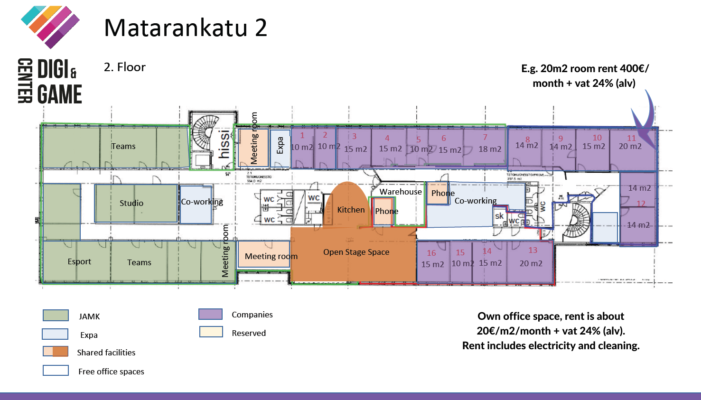 Matarankatu 2
CENTER DIGI &
GAME
2. Floor
E.g. 20m2 room rent 400€/
month + vat 24% (alv)
Teams
hissi
Meeting room
Expa
1
10 m2
2
10 m2
3
15 m2
4
15 m2
5
10 m2
6
15 m2
7
18 m2
8
14 m2
9
14 m2
10
15 m2
11
20 m2
14 m2
12
14 m2
Studio
Co-working
WC
WC
WC
Kitchen
Warehouse
Phone
Phone
Co-working
sk
WC
WC
Esport
Teams
Meeting room
Meeting room
Open Stage Space
16
15 m2
15
10 m2
14
15 m2
13
20 m2
JAMK
Expa
Shared facilities
Free office spaces
Companies
Reserved
Own office space, rent is about
20€/m2/month + vat 24% (alv).
Rent includes electricity and cleaning.